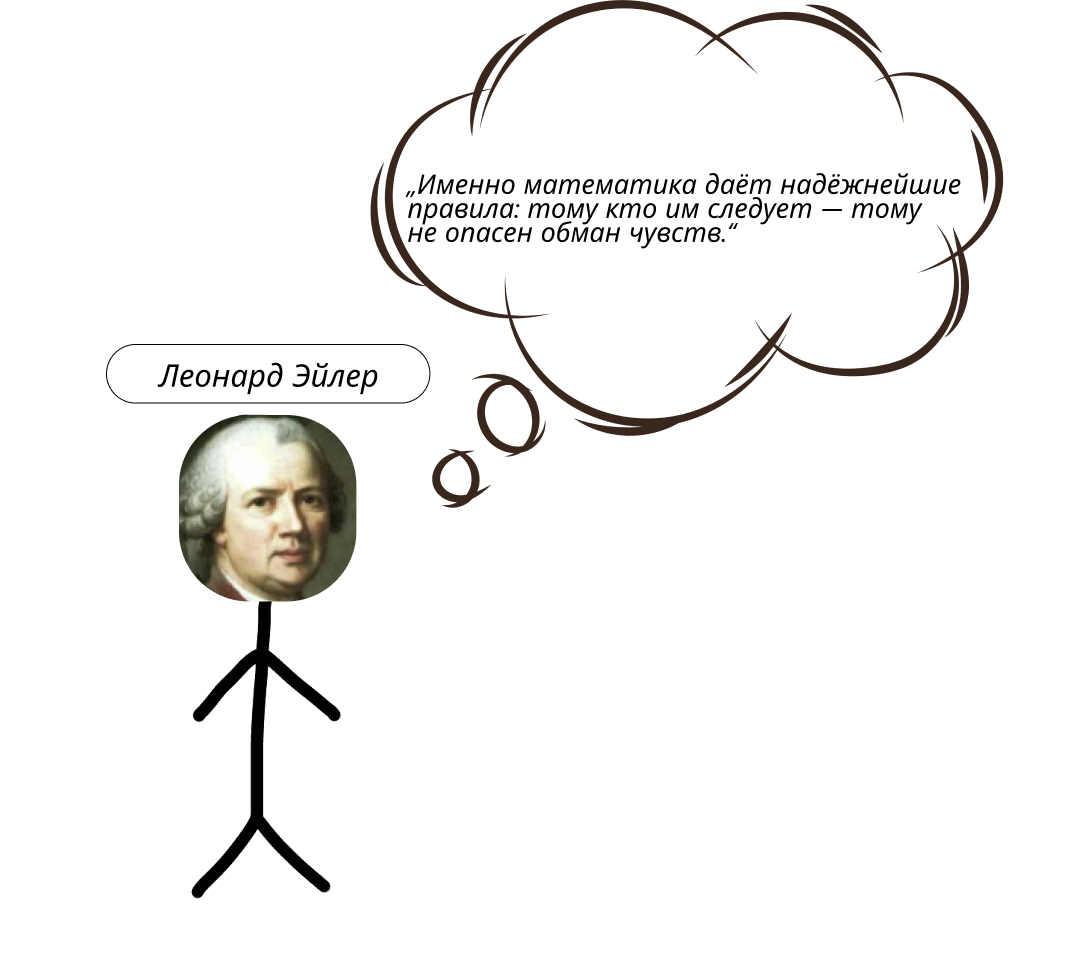 „Именно математика даёт надёжнейшие
правила: тому кто им следует — тому
не опасен обман чувств.“
Леонард Эйлер